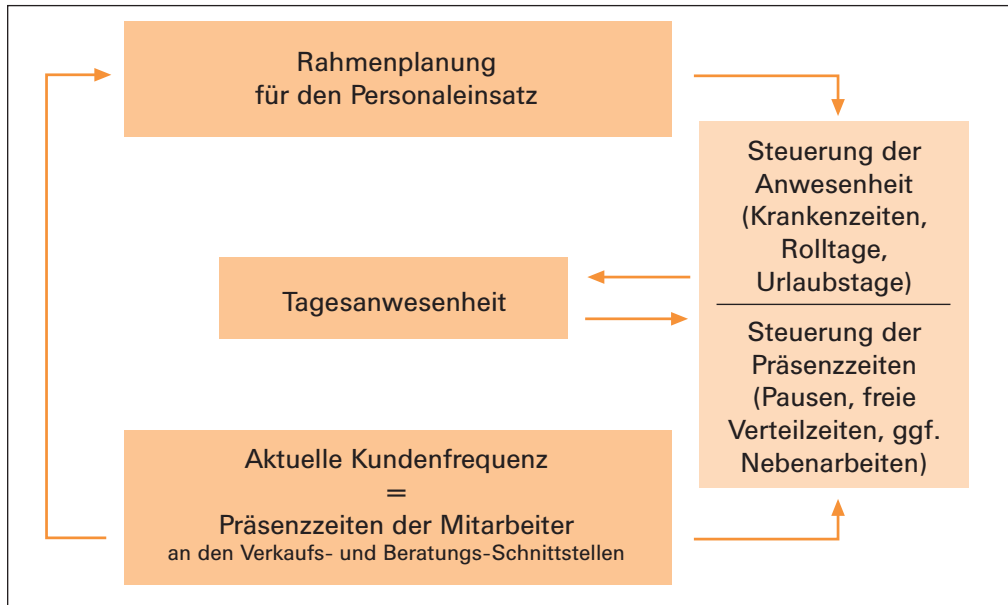 Rahmenplanung
für den Personaleinsatz
Steuerung der
Anwesenheit
(Krankenzeiten,
Rolltage,
Urlaubstage)
Tagesanwesenheit
Steuerung der
Präsenzzeiten
(Pausen, freie
Verteilzeiten, ggf.
Nebenarbeiten)
Aktuelle Kundenfrequenz
=
Präsenzzeiten der Mitarbeiter
an den Verkaufs- und Beratungs-Schnittstellen